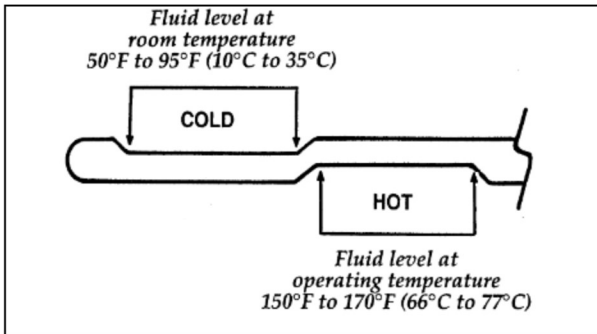 Fluid level at
room temperature
50°F to 95°F (10°C to 35°C)
COLD
HOT
Fluid level at
operating temperature
150°F to 170°F (66°C to 77°C)